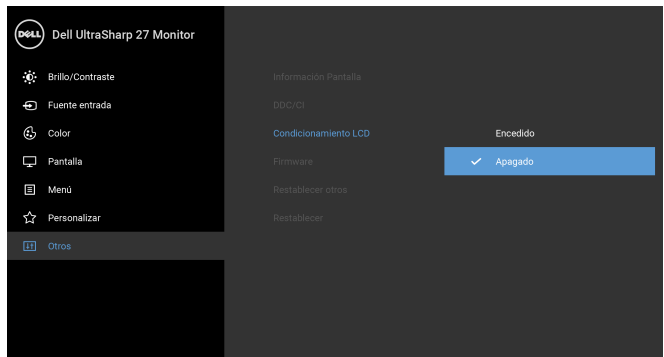 DELL Dell UltraSharp 27 Monitor
Brillo/Contraste
Fuente entrada
Color
Pantalla
Menú
Personalizar
Otros
Información Pantalla
DDC/CI
Condicionamiento LCD
Firmware
Restablecer otros
Restablecer
Encedido
Apagado